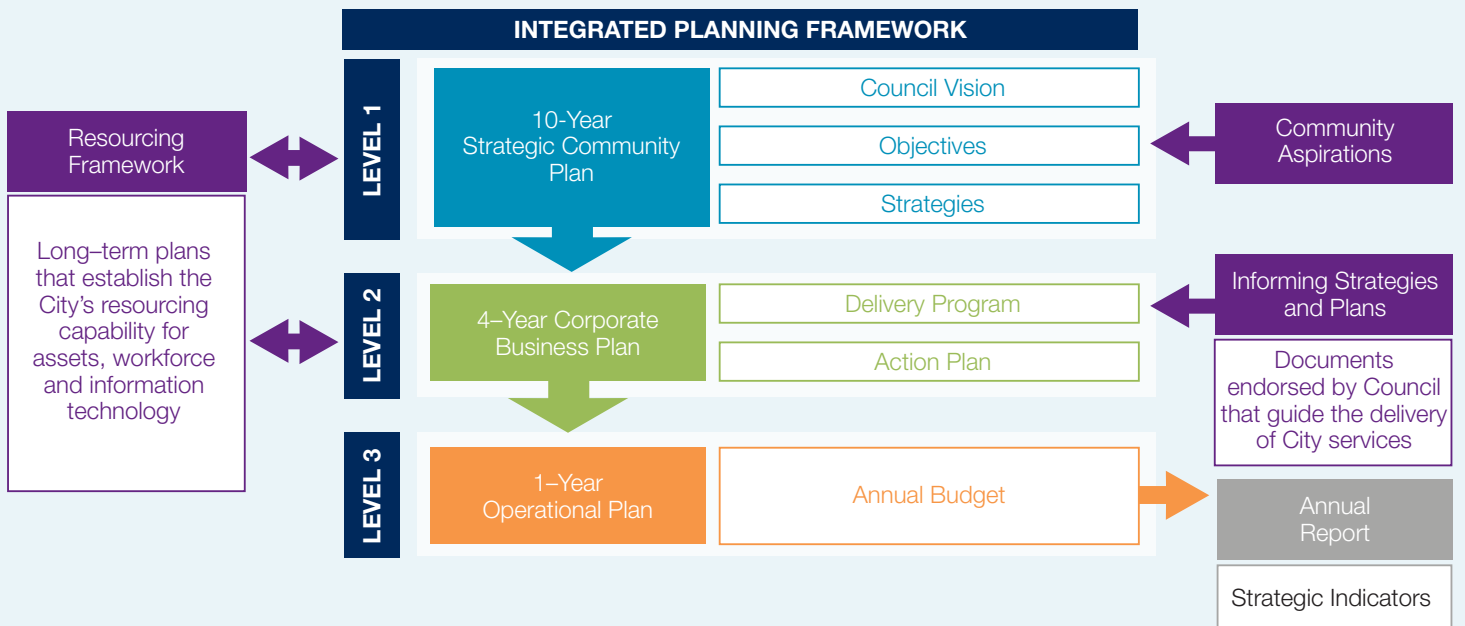 INTEGRATED PLANNING FRAMEWORK
Resourcing
Framework
Long–term plans
that establish the
City’s resourcing
capability for
assets, workforce
and information
technology
LEVEL 1
10-Year
Strategic Community
Plan
Council Vision
Objectives
Strategies
Community
Aspirations
LEVEL 2
4–Year Corporate
Business Plan
Delivery Program
Action Plan
Informing Strategies
and Plans
Documents
endorsed by Council
that guide the delivery
of City services
LEVEL 3
1–Year
Operational Plan
Annual Budget
Annual
Report
Strategic Indicators